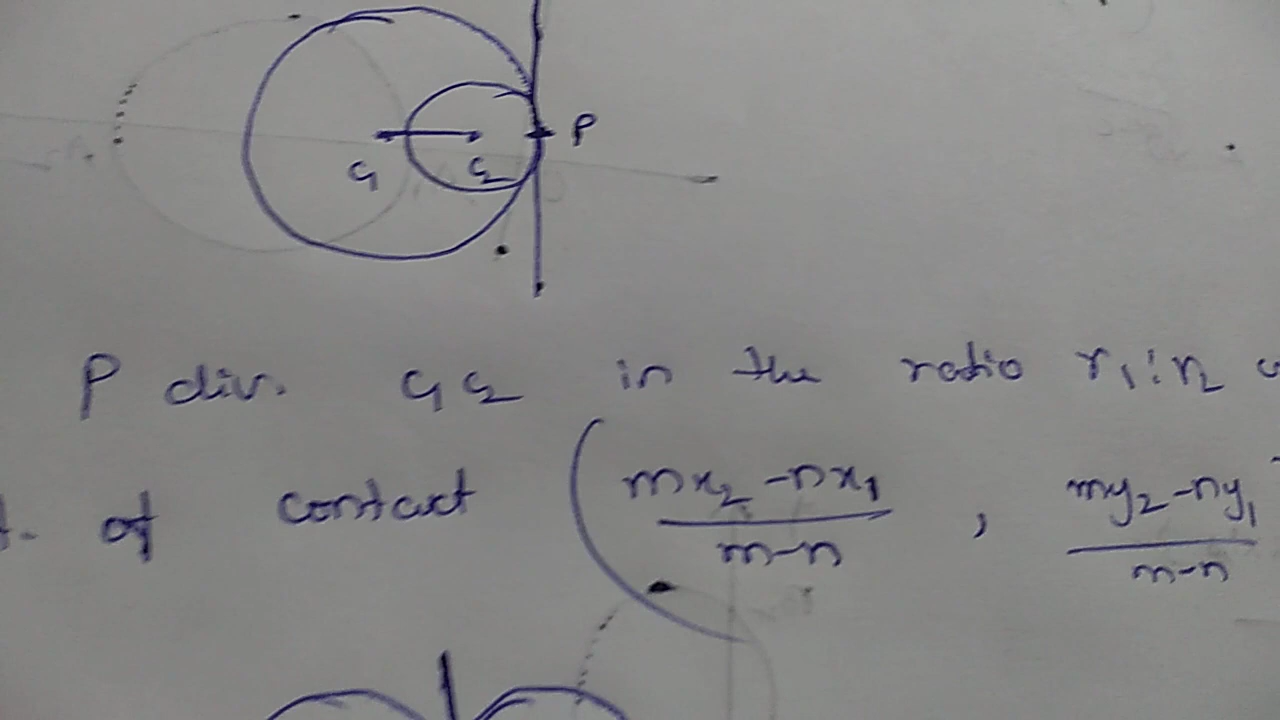 P
C₁ C₂
P div. C₁C₂ in the ratio r₁:r₂
of contact ( mx₂-nx₁ / m-n , my₂-ny₁ / m-n